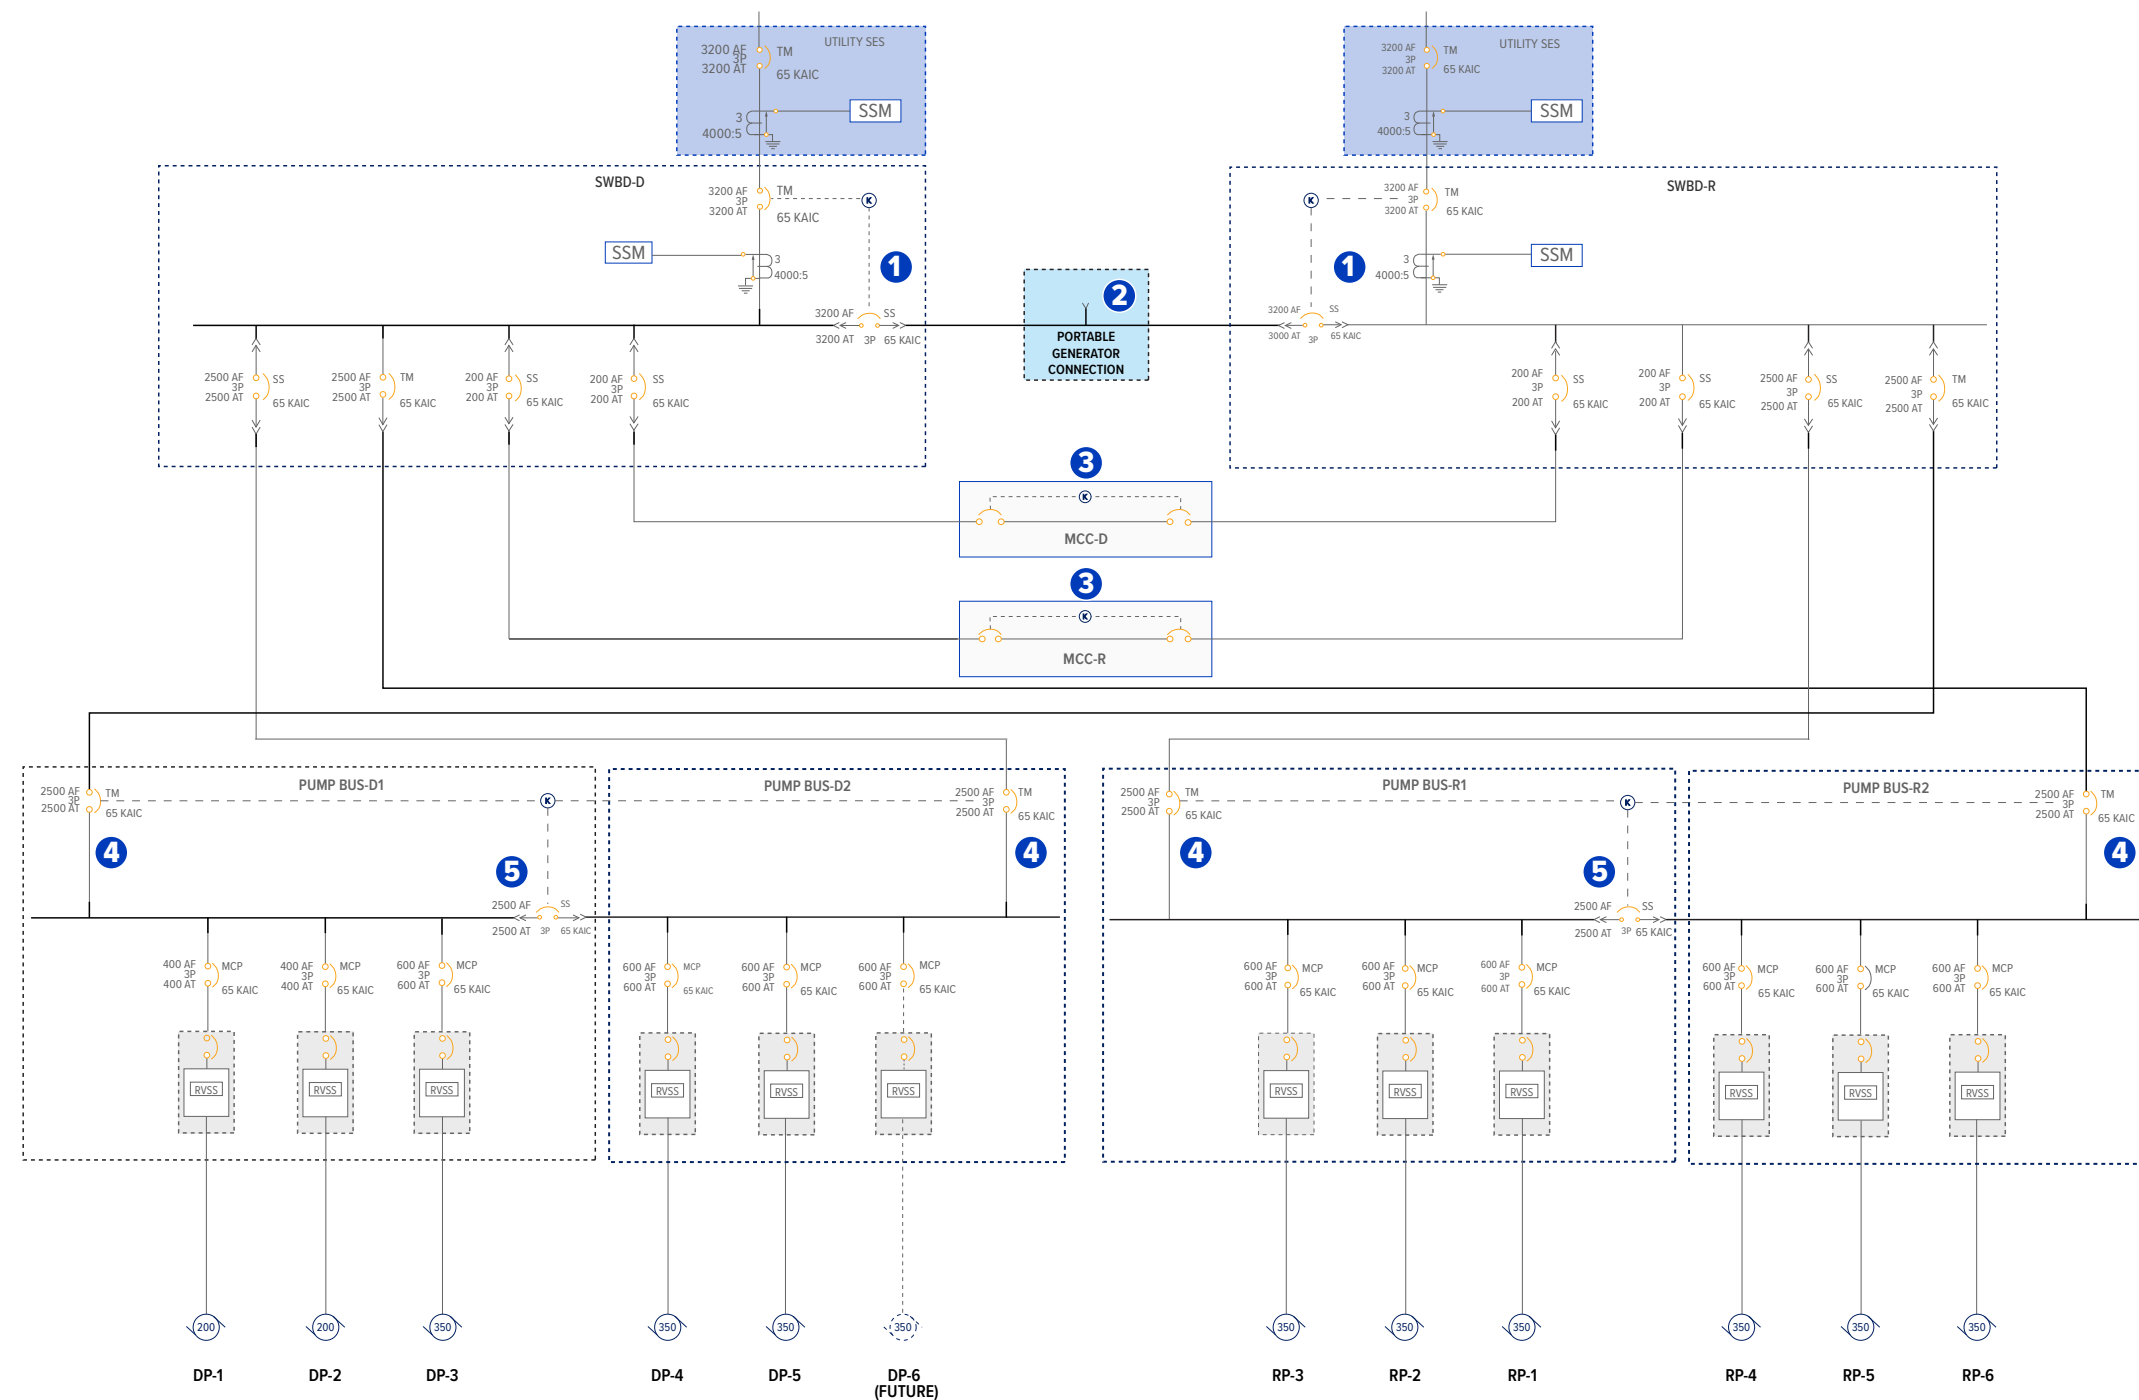 UTILITY SES
3200 AF
3P
3200 AT
TM
65 KAIC
3
4000:5
SSM
UTILITY SES
3200 AF
3P
3200 AT
TM
65 KAIC
3
4000:5
SSM
SWBD-D
3200 AF
3P
3200 AT
TM
65 KAIC
K
SSM
3
4000:5
1
3200 AF
SS
3200 AT
3P
65 KAIC
2500 AF
3P
2500 AT
SS
65 KAIC
2500 AF
3P
2500 AT
TM
65 KAIC
200 AF
3P
200 AT
SS
65 KAIC
200 AF
3P
200 AT
SS
65 KAIC
2
PORTABLE
GENERATOR
CONNECTION
SWBD-R
K
3200 AF
3P
3200 AT
TM
65 KAIC
1
3
4000:5
SSM
3200 AF
SS
3000 AT
3P
65 KAIC
200 AF
3P
200 AT
SS
65 KAIC
200 AF
3P
200 AT
SS
65 KAIC
2500 AF
3P
2500 AT
SS
65 KAIC
2500 AF
3P
2500 AT
TM
65 KAIC
3
K
MCC-D
3
K
MCC-R
PUMP BUS-D1
2500 AF
3P
2500 AT
TM
65 KAIC
K
4
5
2500 AF
SS
2500 AT
3P
65 KAIC
400 AF
3P
400 AT
MCP
65 KAIC
400 AF
3P
400 AT
MCP
65 KAIC
600 AF
3P
600 AT
MCP
65 KAIC
RVSS
RVSS
RVSS
PUMP BUS-D2
2500 AF
3P
2500 AT
TM
65 KAIC
4
600 AF
3P
600 AT
MCP
65 KAIC
600 AF
3P
600 AT
MCP
65 KAIC
600 AF
3P
600 AT
MCP
65 KAIC
RVSS
RVSS
RVSS
PUMP BUS-R1
2500 AF
3P
2500 AT
TM
65 KAIC
K
4
5
2500 AF
SS
2500 AT
3P
65 KAIC
600 AF
3P
600 AT
MCP
65 KAIC
600 AF
3P
600 AT
MCP
65 KAIC
600 AF
3P
600 AT
MCP
65 KAIC
RVSS
RVSS
RVSS
PUMP BUS-R2
2500 AF
3P
2500 AT
TM
65 KAIC
4
600 AF
3P
600 AT
MCP
65 KAIC
600 AF
3P
600 AT
MCP
65 KAIC
600 AF
3P
600 AT
MCP
65 KAIC
RVSS
RVSS
RVSS
200
200
350
350
350
350
350
350
350
350
350
350
DP-1
DP-2
DP-3
DP-4
DP-5
DP-6
(FUTURE)
RP-3
RP-2
RP-1
RP-4
RP-5
RP-6